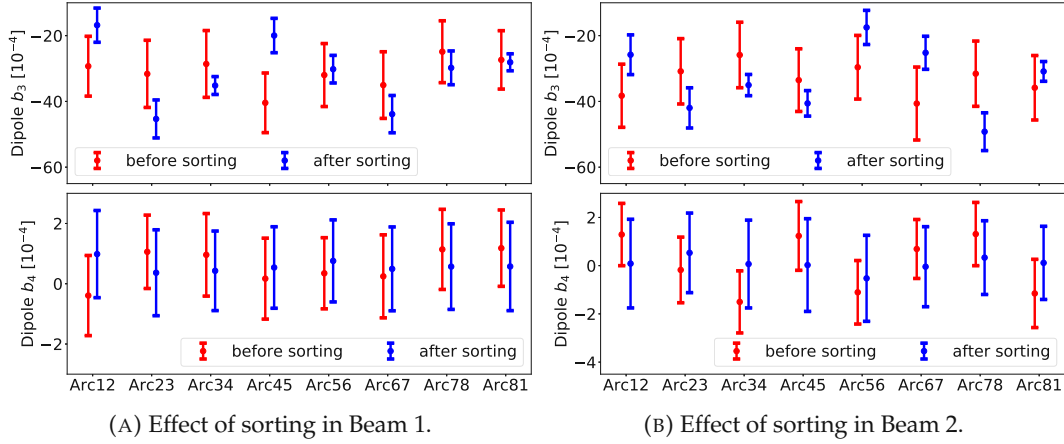 Dipole b₃ [10⁻⁴]
−20
−40
−60
before sorting after sorting
Dipole b₄ [10⁻⁴]
2
0
−2
before sorting after sorting
Arc12 Arc23 Arc34 Arc45 Arc56 Arc67 Arc78 Arc81
(A) Effect of sorting in Beam 1.
Dipole b₃ [10⁻⁴]
−20
−40
−60
before sorting after sorting
Dipole b₄ [10⁻⁴]
2
0
−2
−4
before sorting after sorting
Arc12 Arc23 Arc34 Arc45 Arc56 Arc67 Arc78 Arc81
(B) Effect of sorting in Beam 2.